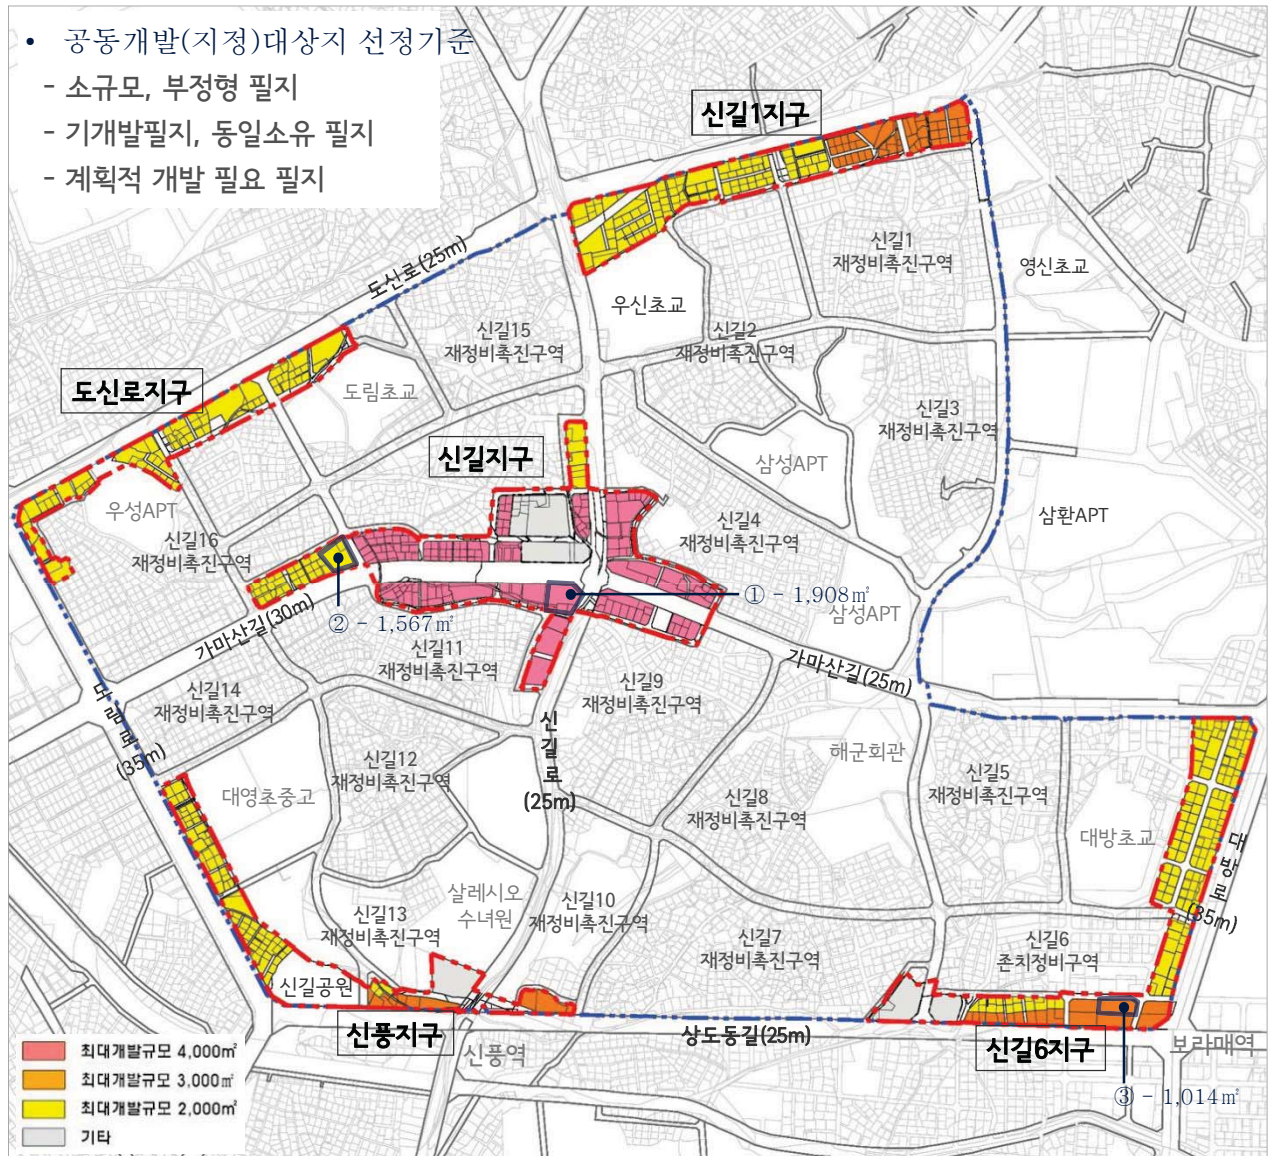 • 공동개발(지정)대상지 선정기준
- 소규모, 부정형 필지
- 기개발필지, 동일소유 필지
- 계획적 개발 필요 필지
신길1지구
신길1
재정비촉진구역
영신초교
도신로(25m)
우신초교
신길15
재정비촉진구역
신길2
재정비촉진구역
도신로지구
도림초교
신길3
재정비촉진구역
신길지구
삼성APT
우성APT
삼환APT
신길16
재정비촉진구역
신길4
재정비촉진구역
① - 1,908㎡
삼성APT
② - 1,567㎡
가마산길(30m)
신길11
재정비촉진구역
가마산길(25m)
신길14
재정비촉진구역
신길9
재정비촉진구역
(35m)
신길로
(25m)
신길12
재정비촉진구역
해군회관
신길5
재정비촉진구역
대영초중고
신길8
재정비촉진구역
대방초교
대방로
(35m)
살레시오
수녀원
신길10
재정비촉진구역
신길13
재정비촉진구역
신길7
재정비촉진구역
신길6
존치정비구역
신길공원
신풍지구
신풍역
상도동길(25m)
신길6지구
보라매역
③ - 1,014㎡
최대개발규모 4,000㎡
최대개발규모 3,000㎡
최대개발규모 2,000㎡
기타